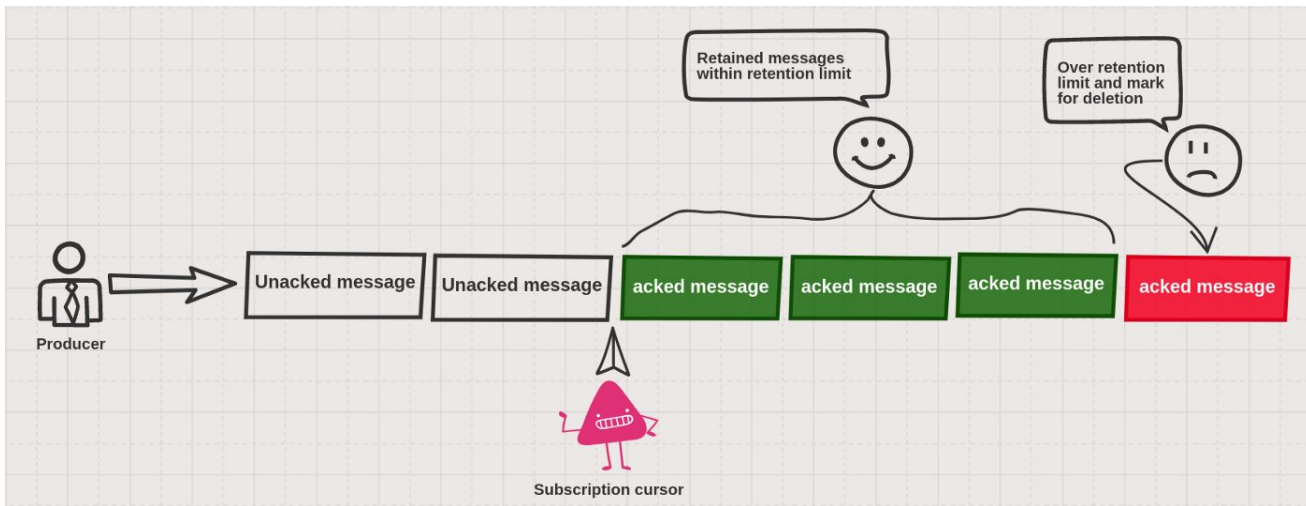 Retained messages
within retention limit
Over retention
limit and mark
for deletion
Unacked message
Unacked message
acked message
acked message
acked message
acked message
Producer
Subscription cursor